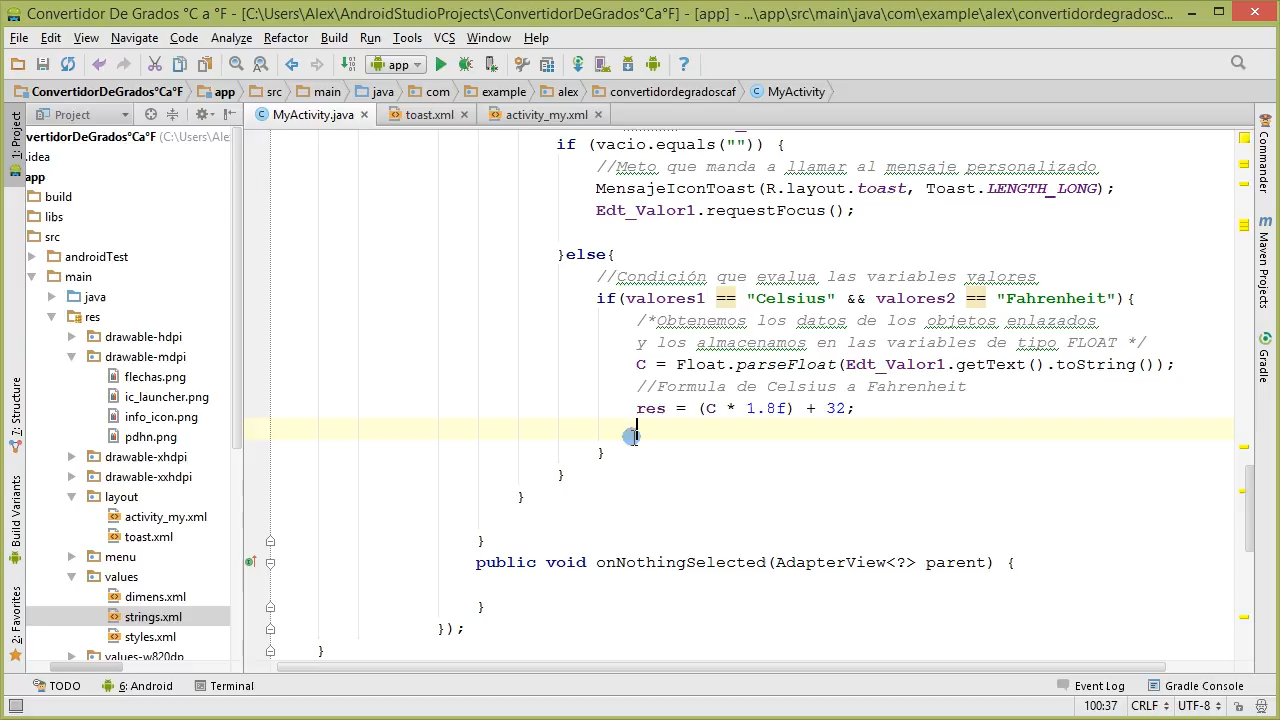 Convertidor De Grados °C a °F - [C:\Users\Alex\AndroidStudioProjects\ConvertidorDeGrados°Ca°F] - [app] - ...\app\src\main\java\com\example\alex\convertidordegradosc...
File Edit View Navigate Code Analyze Refactor Build Run Tools VCS Window Help
app
ConvertidorDeGrados°Ca°F app src main java com example alex convertidordegradoscaf MyActivity
Project MyActivity.java toast.xml activity_my.xml
1: Project
7: Structure
Build Variants
2: Favorites
vertidorDeGrados°Ca°F (C:\Users\Ale
.idea
app
build
libs
src
androidTest
main
java
res
drawable-hdpi
drawable-mdpi
flechas.png
ic_launcher.png
info_icon.png
pdhn.png
drawable-xhdpi
drawable-xxhdpi
layout
activity_my.xml
toast.xml
menu
values
dimens.xml
strings.xml
styles.xml
values-w820dp
if (vacio.equals("")) {
//Meto que manda a llamar al mensaje personalizado
MensajeIconToast(R.layout.toast, Toast.LENGTH_LONG);
Edt_Valor1.requestFocus();
}else{
//Condición que evalua las variables valores
if(valores1 == "Celsius" && valores2 == "Fahrenheit"){
/*Obtenemos los datos de los objetos enlazados
y los almacenamos en las variables de tipo FLOAT */
C = Float.parseFloat(Edt_Valor1.getText().toString());
//Formula de Celsius a Fahrenheit
res = (C * 1.8f) + 32;
}
}
}
}
public void onNothingSelected(AdapterView<?> parent) {
}
});
}
Commander
m
Maven Projects
Gradle
TODO 6: Android Terminal Event Log Gradle Console
100:37 CRLF UTF-8